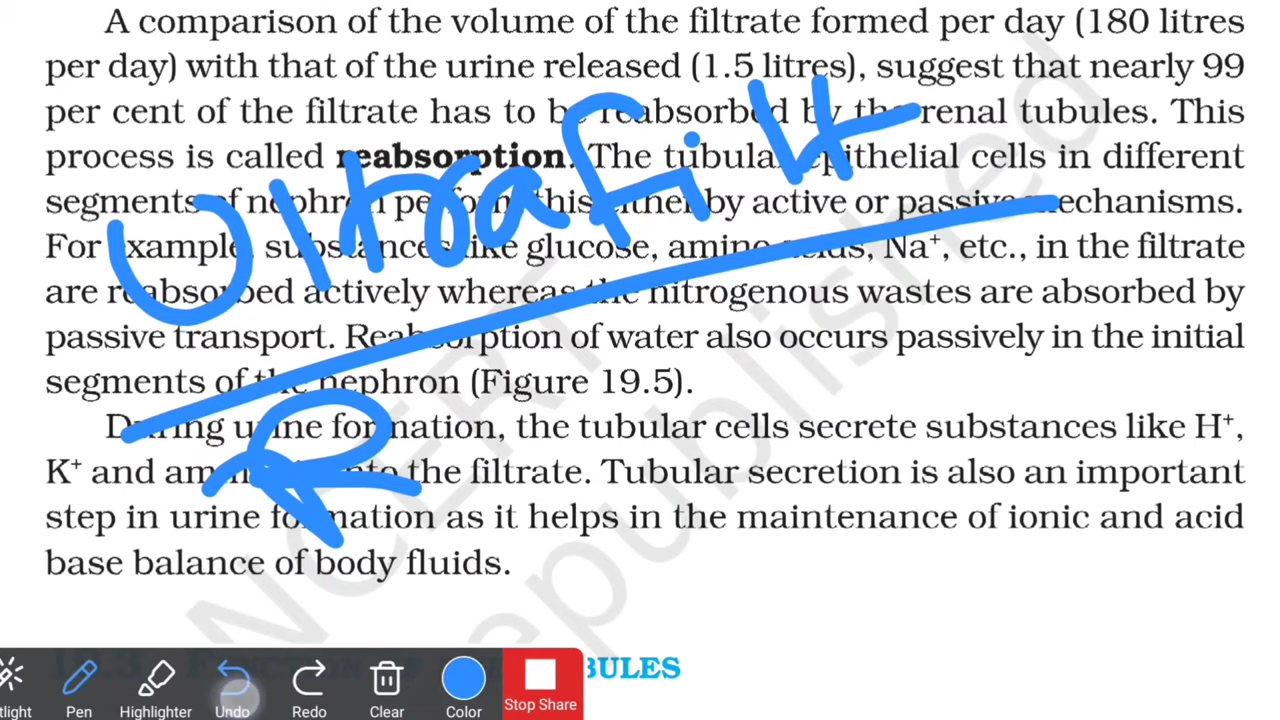 A comparison of the volume of the filtrate formed per day (180 litres
per day) with that of the urine released (1.5 litres), suggest that nearly 99
per cent of the filtrate has to be reabsorbed by the renal tubules. This
process is called reabsorption. The tubular epithelial cells in different
segments of nephron perform this either by active or passive mechanisms.
For example, substances like glucose, amino acids, Na⁺, etc., in the filtrate
are reabsorbed actively whereas the nitrogenous wastes are absorbed by
passive transport. Reabsorption of water also occurs passively in the initial
segments of the nephron (Figure 19.5).
During urine formation, the tubular cells secrete substances like H⁺,
K⁺ and ammonia into the filtrate. Tubular secretion is also an important
step in urine formation as it helps in the maintenance of ionic and acid
base balance of body fluids.
Ultrafilt
R
NCERT
republished
BULES
tlight Pen Highlighter Undo Redo Clear Color Stop Share